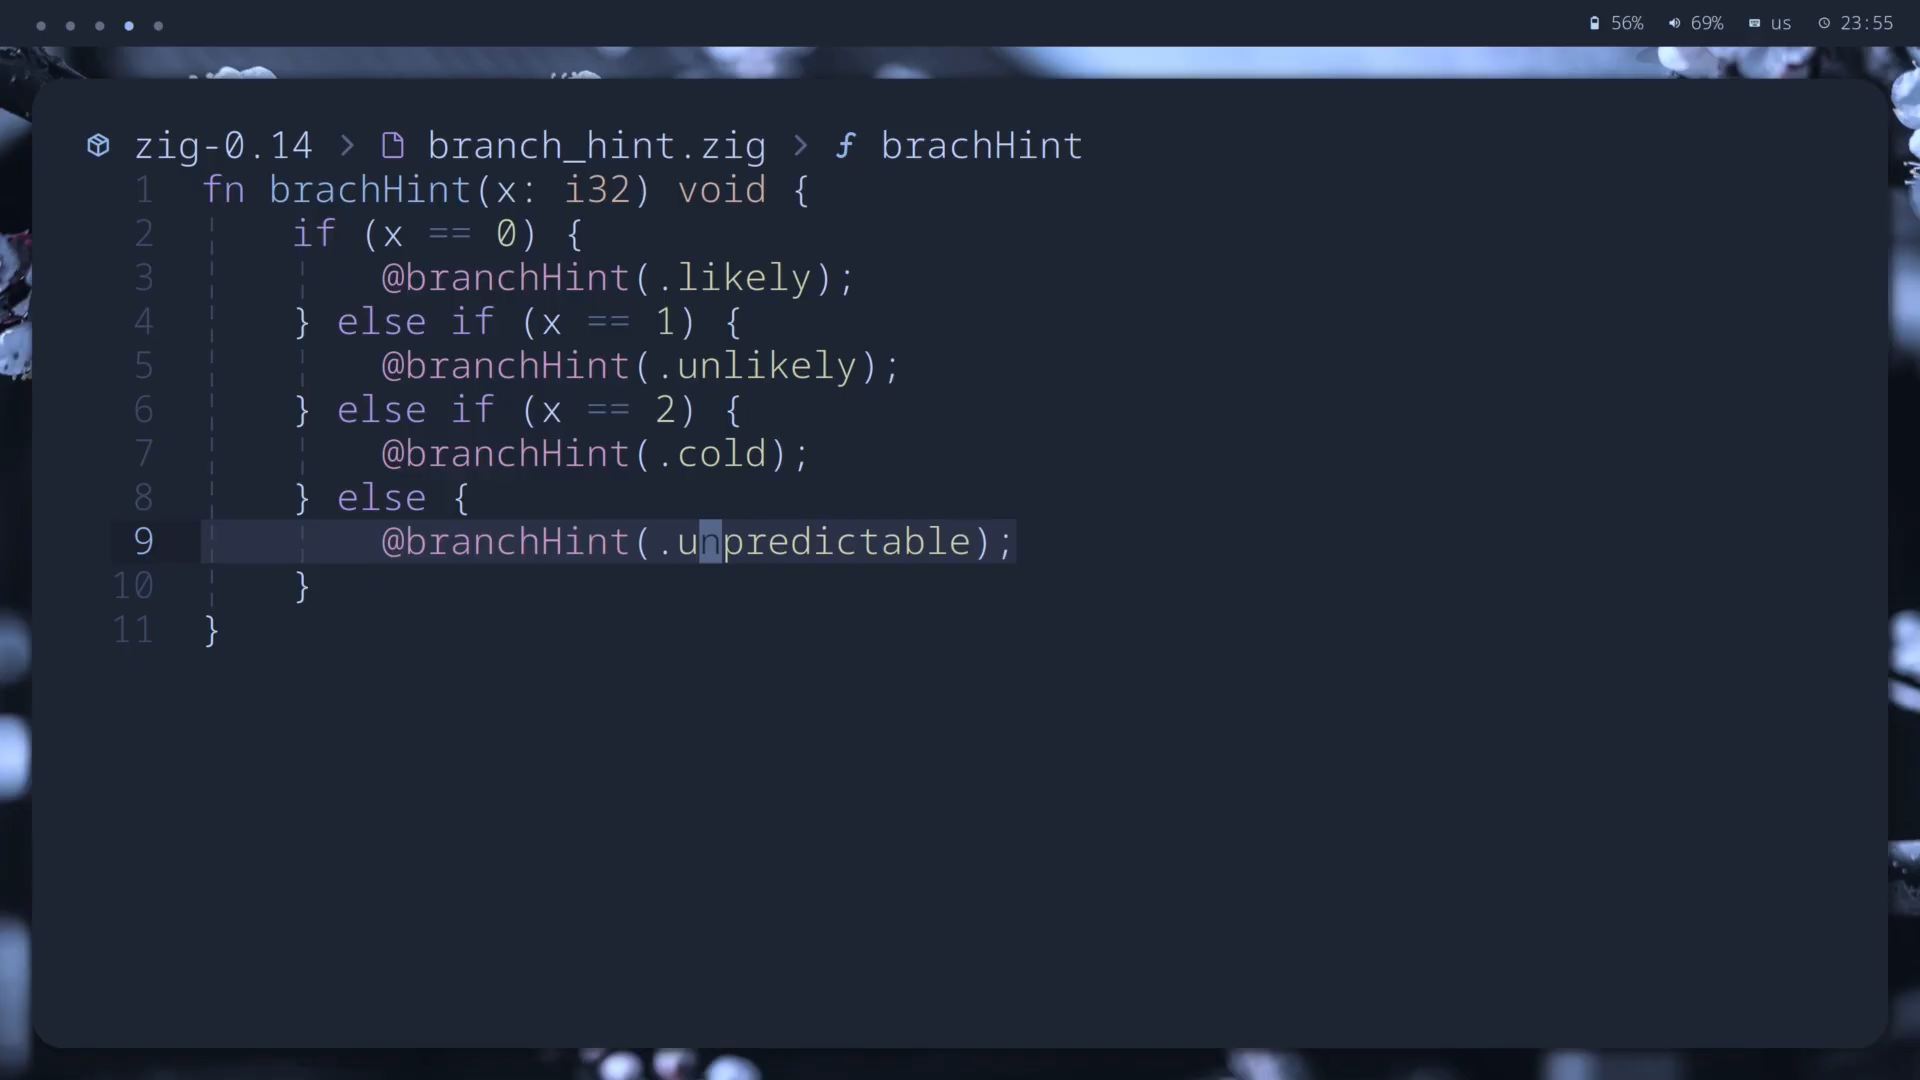 56% 69% us 23:55
zig-0.14 > branch_hint.zig > f brachHint
1 fn brachHint(x: i32) void {
2     if (x == 0) {
3         @branchHint(.likely);
4     } else if (x == 1) {
5         @branchHint(.unlikely);
6     } else if (x == 2) {
7         @branchHint(.cold);
8     } else {
9         @branchHint(.unpredictable);
10     }
11 }